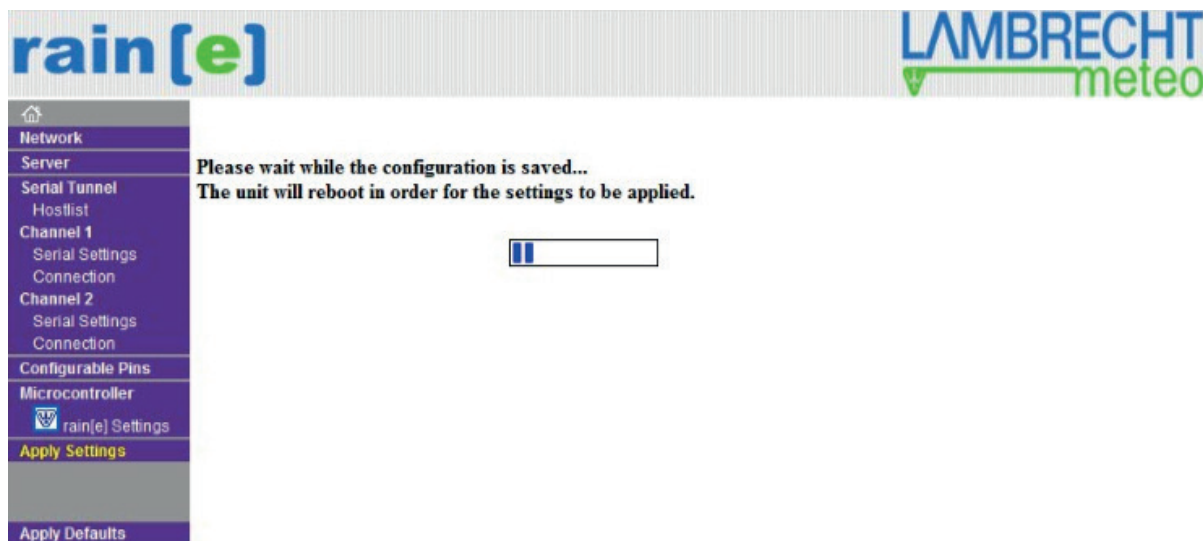 rain[e]
LAMBRECHT
meteo
Network
Server
Serial Tunnel
Hostlist
Channel 1
Serial Settings
Connection
Channel 2
Serial Settings
Connection
Configurable Pins
Microcontroller
rain[e] Settings
Apply Settings
Apply Defaults
Please wait while the configuration is saved...
The unit will reboot in order for the settings to be applied.